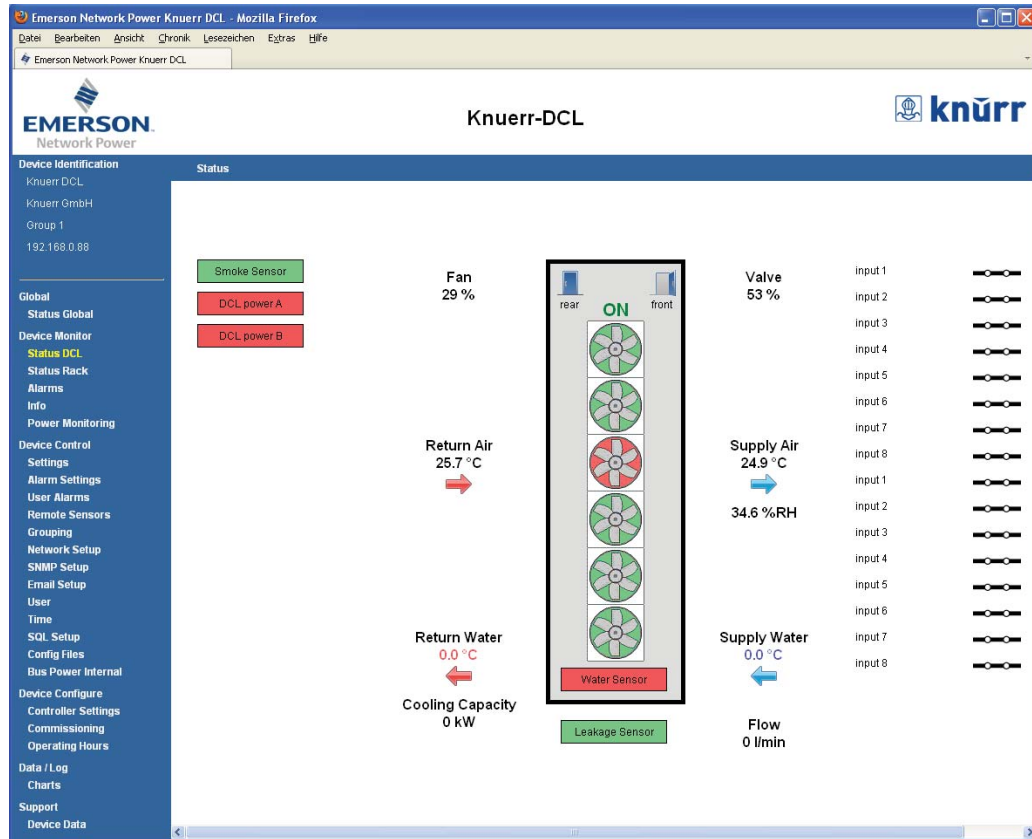 Emerson Network Power Knuerr DCL - Mozilla Firefox
Datei Bearbeiten Ansicht Chronik Lesezeichen Extras Hilfe
Emerson Network Power Knuerr DCL
EMERSON.
Network Power
Knuerr-DCL
knürr
Device Identification
Knuerr DCL
Knuerr GmbH
Group 1
192.168.0.88
Global
Status Global
Device Monitor
Status DCL
Status Rack
Alarms
Info
Power Monitoring
Device Control
Settings
Alarm Settings
User Alarms
Remote Sensors
Grouping
Network Setup
SNMP Setup
Email Setup
User
Time
SQL Setup
Config Files
Bus Power Internal
Device Configure
Controller Settings
Commissioning
Operating Hours
Data / Log
Charts
Support
Device Data
Status
Smoke Sensor
DCL power A
DCL power B
Fan
29 %
Return Air
25.7 °C
Return Water
0.0 °C
Cooling Capacity
0 kW
rear
front
ON
Water Sensor
Leakage Sensor
Valve
53 %
Supply Air
24.9 °C
34.6 %RH
Supply Water
0.0 °C
Flow
0 l/min
input 1
input 2
input 3
input 4
input 5
input 6
input 7
input 8
input 1
input 2
input 3
input 4
input 5
input 6
input 7
input 8